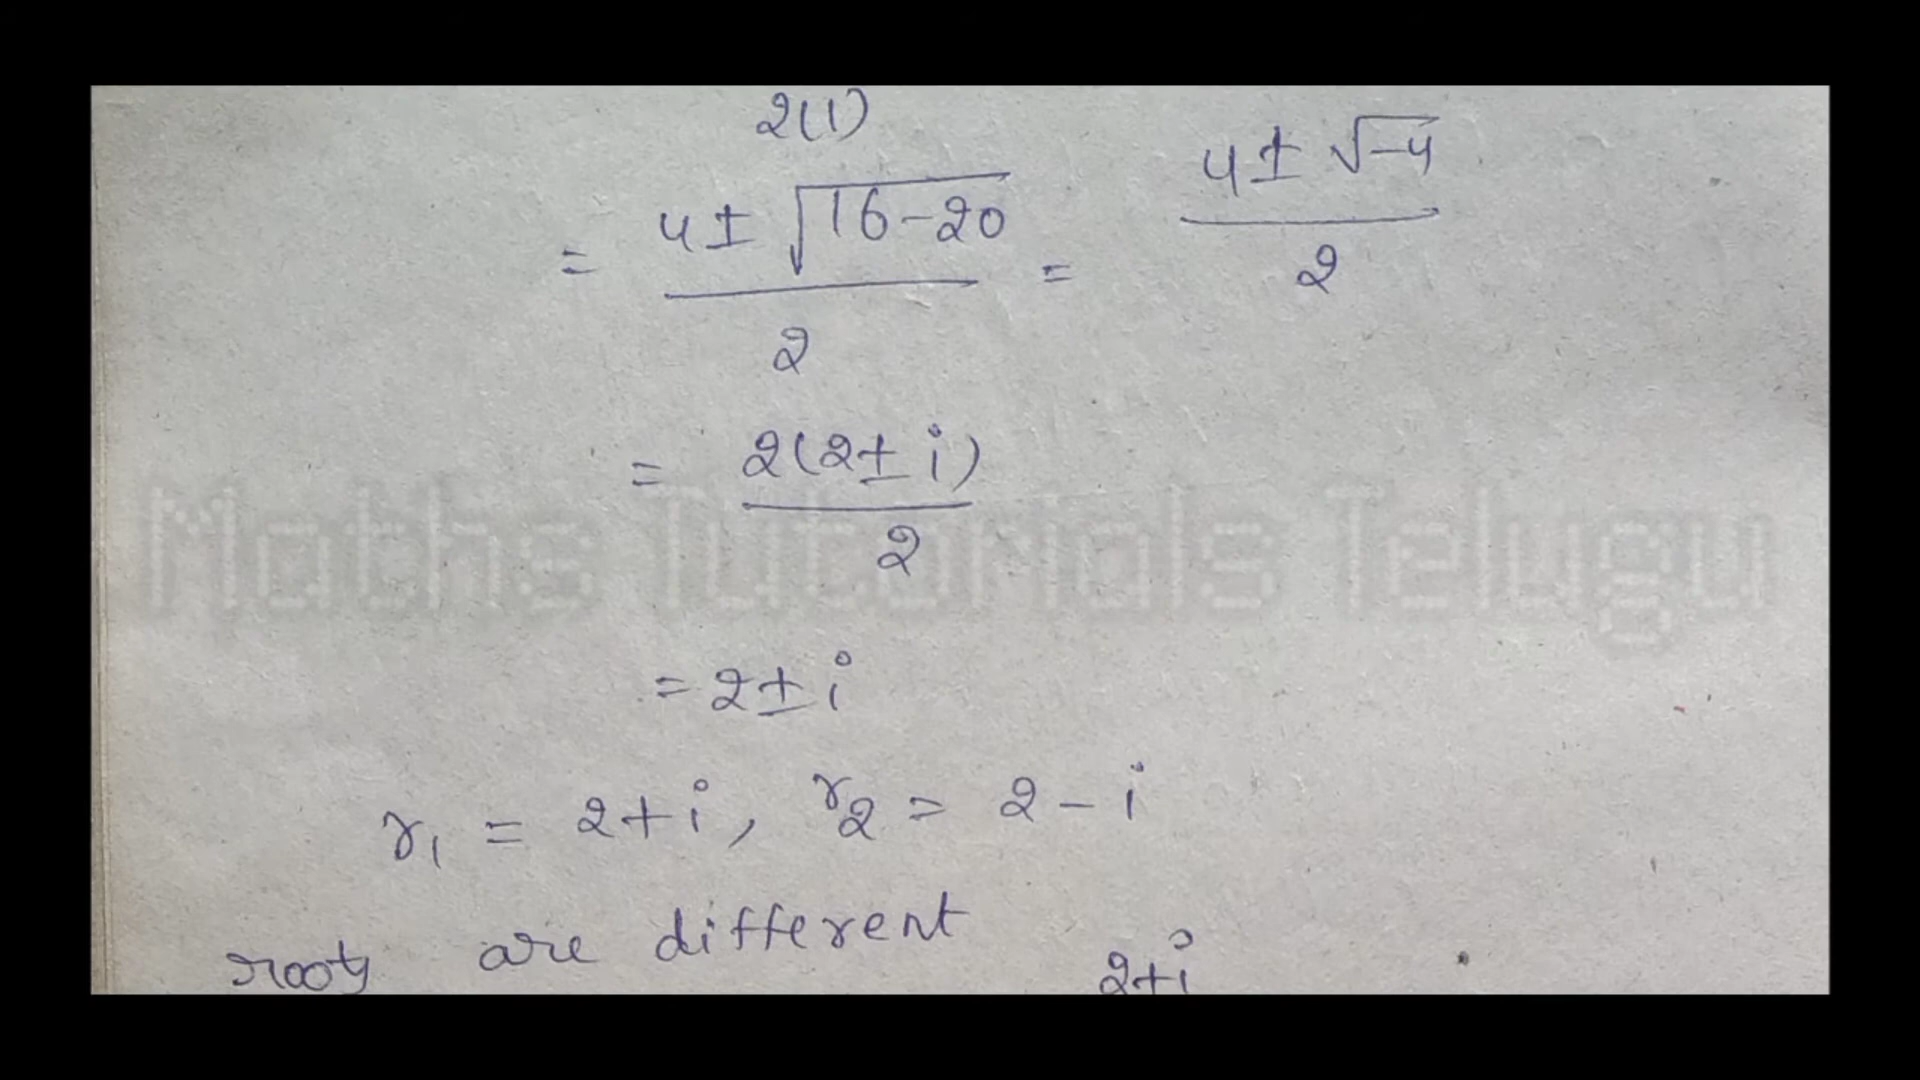 2(1)
= 4 ± √16-20 / 2 = 4 ± √-4 / 2
= 2(2 ± i) / 2
Maths Tutorials Telugu
= 2 ± i
r1 = 2+i, r2 = 2-i
roots are different
2+i